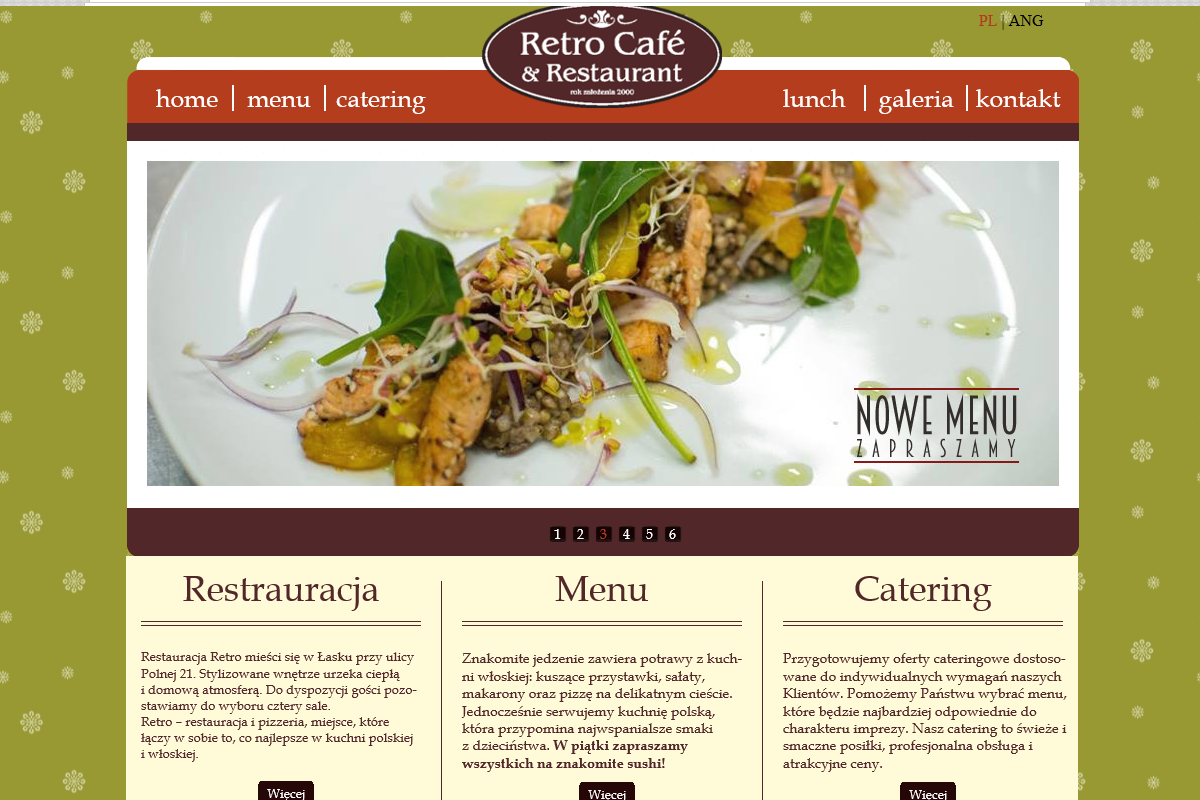 PL | ANG
Retro Café
& Restaurant
rok założenia 2000
home | menu | catering
lunch | galeria | kontakt
NOWE MENU
ZAPRASZAMY
1 2 3 4 5 6
Restrauracja
Restauracja Retro mieści się w Łasku przy ulicy
Polnej 21. Stylizowane wnętrze urzeka ciepłą
i domową atmosferą. Do dyspozycji gości pozo-
stawiamy do wyboru cztery sale.
Retro – restauracja i pizzeria, miejsce, które
łączy w sobie to, co najlepsze w kuchni polskiej
i włoskiej.
Więcej
Menu
Znakomite jedzenie zawiera potrawy z kuch-
ni włoskiej: kuszące przystawki, sałaty,
makarony oraz pizzę na delikatnym cieście.
Jednocześnie serwujemy kuchnię polską,
która przypomina najwspanialsze smaki
z dzieciństwa. W piątki zapraszamy
wszystkich na znakomite sushi!
Więcej
Catering
Przygotowujemy oferty cateringowe dostoso-
wane do indywidualnych wymagań naszych
Klientów. Pomożemy Państwu wybrać menu,
które będzie najbardziej odpowiednie do
charakteru imprezy. Nasz catering to świeże i
smaczne posiłki, profesjonalna obsługa i
atrakcyjne ceny.
Więcej